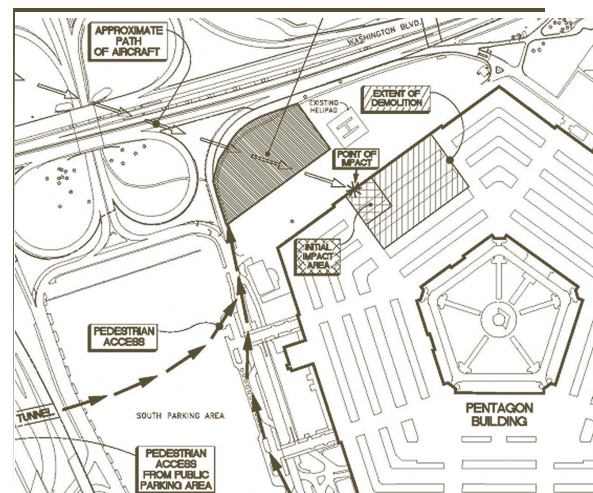 APPROXIMATE
PATH
OF AIRCRAFT
WASHINGTON BLVD.
EXISTING
HELIPAD
H
EXTENT OF
DEMOLITION
POINT OF
IMPACT
INITIAL
IMPACT
AREA
PEDESTRIAN
ACCESS
TUNNEL
SOUTH PARKING AREA
PENTAGON
BUILDING
PEDESTRIAN
ACCESS
FROM PUBLIC
PARKING AREA